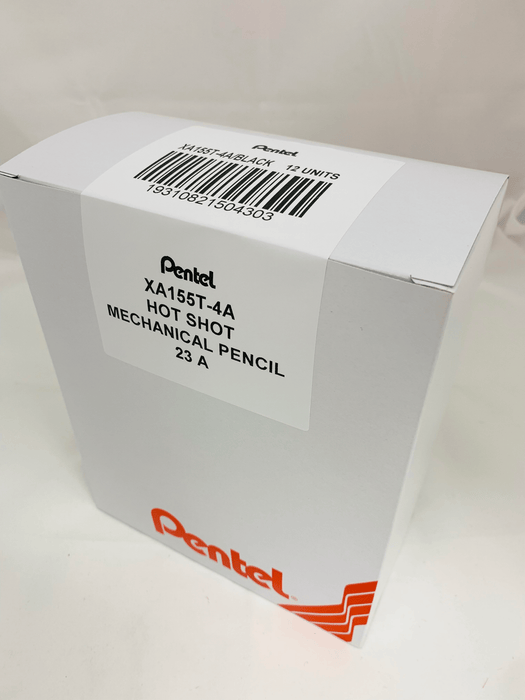 Pentel
XA155T-4A/BLACK 12 UNITS
19310821504303
Pentel
XA155T-4A
HOT SHOT
MECHANICAL PENCIL
23 A
Pentel®